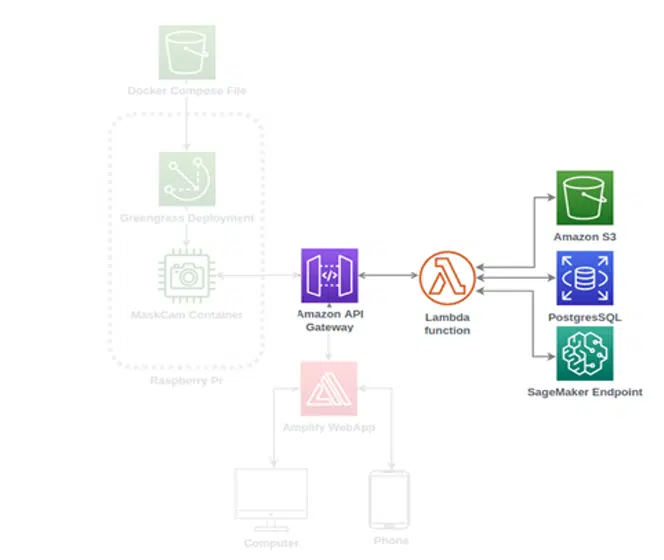 Docker Compose File
Greengrass Deployment
MaskCam Container
Raspberry Pi
Amazon API
Gateway
Lambda
function
Amazon S3
PostgresSQL
SageMaker Endpoint
Amplify WebApp
Computer
Phone